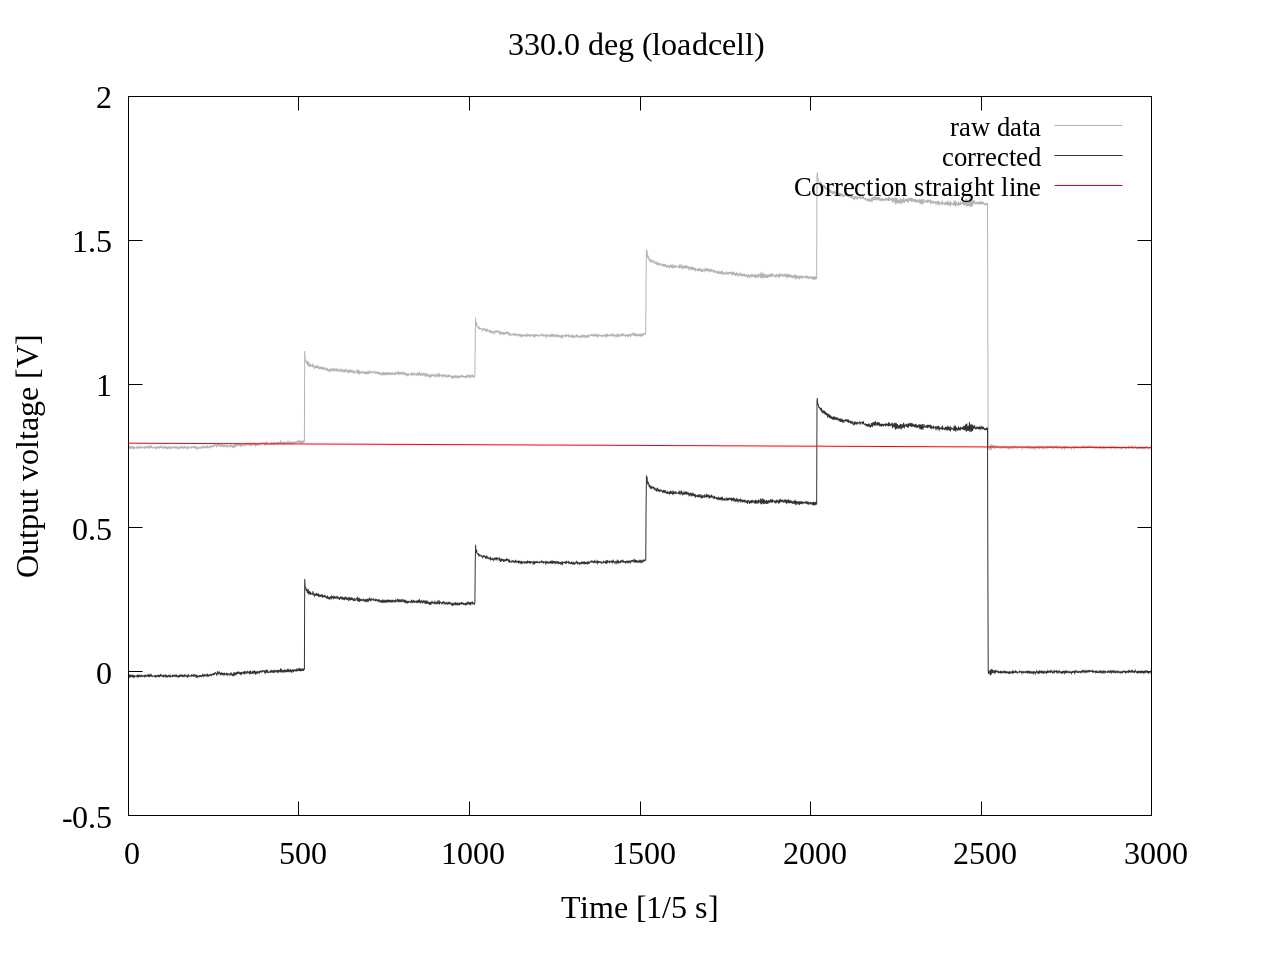 330.0 deg (loadcell)
2
1.5
1
0.5
0
-0.5
raw data
corrected
Correction straight line
Output voltage [V]
0 500 1000 1500 2000 2500 3000
Time [1/5 s]